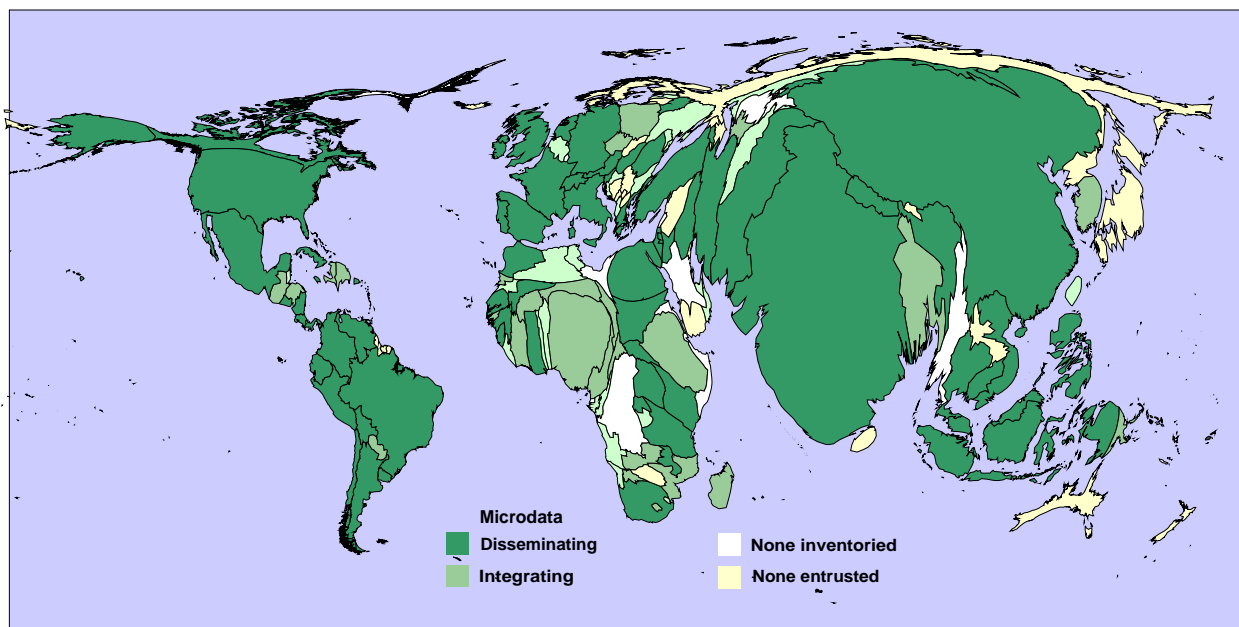 Microdata
Disseminating
Integrating
None inventoried
None entrusted